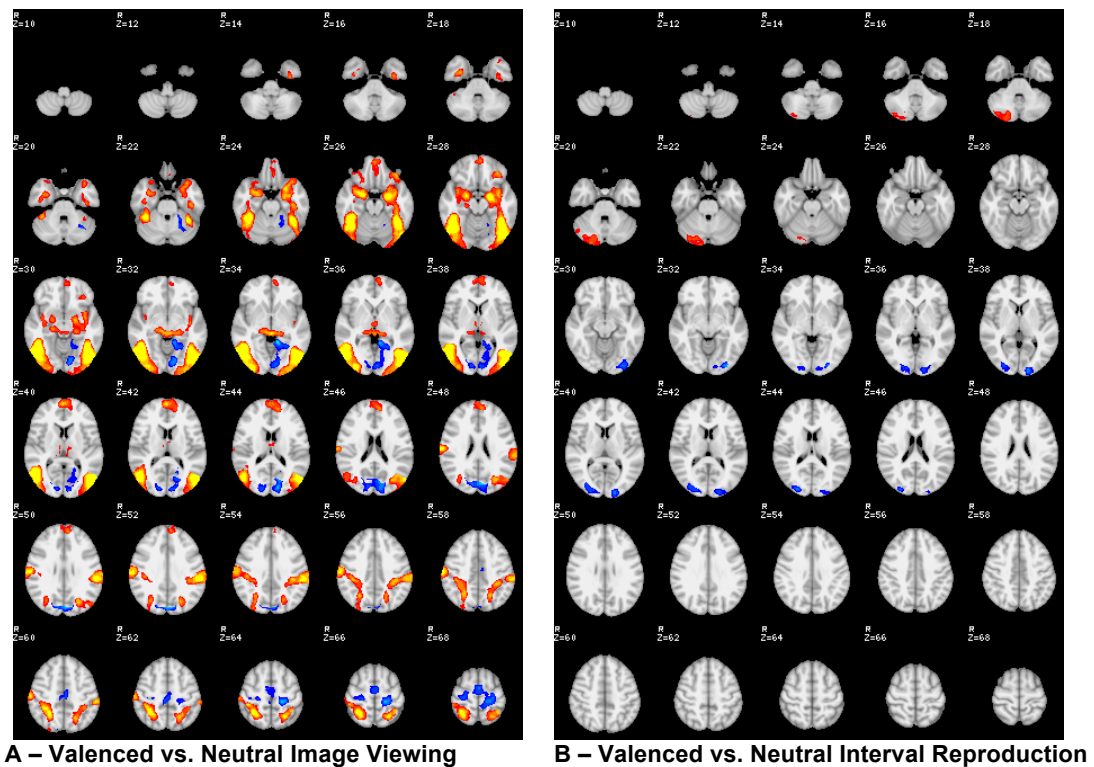 R R R R R
Z=10 Z=12 Z=14 Z=16 Z=18
R R R R R
Z=20 Z=22 Z=24 Z=26 Z=28
R R R R R
Z=30 Z=32 Z=34 Z=36 Z=38
R R R R R
Z=40 Z=42 Z=44 Z=46 Z=48
R R R R R
Z=50 Z=52 Z=54 Z=56 Z=58
R R R R R
Z=60 Z=62 Z=64 Z=66 Z=68
A – Valenced vs. Neutral Image Viewing
R R R R R
Z=10 Z=12 Z=14 Z=16 Z=18
R R R R R
Z=20 Z=22 Z=24 Z=26 Z=28
R R R R R
Z=30 Z=32 Z=34 Z=36 Z=38
R R R R R
Z=40 Z=42 Z=44 Z=46 Z=48
R R R R R
Z=50 Z=52 Z=54 Z=56 Z=58
R R R R R
Z=60 Z=62 Z=64 Z=66 Z=68
B – Valenced vs. Neutral Interval Reproduction